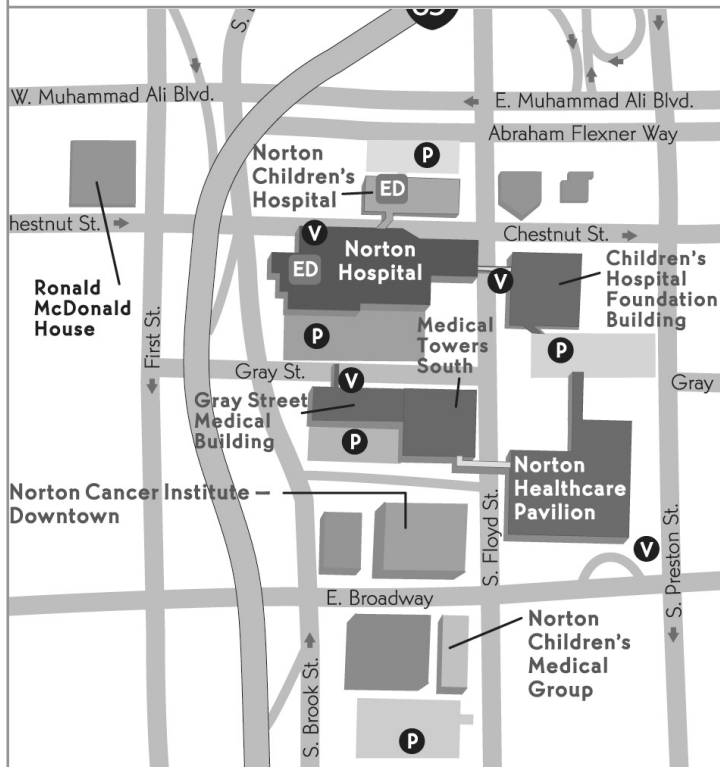 S.
65
W. Muhammad Ali Blvd.
E. Muhammad Ali Blvd.
Abraham Flexner Way
P
Norton
Children's
Hospital
ED
hestnut St.
Chestnut St.
V
Norton
Hospital
ED
V
Children's
Hospital
Foundation
Building
Ronald
McDonald
House
First St.
P
Medical
Towers
South
P
Gray St.
V
Gray
Gray Street
Medical
Building
P
Norton
Healthcare
Pavilion
Norton Cancer Institute
Downtown
S. Floyd St.
V
S. Preston St.
E. Broadway
Norton
Children's
Medical
Group
S. Brook St.
P